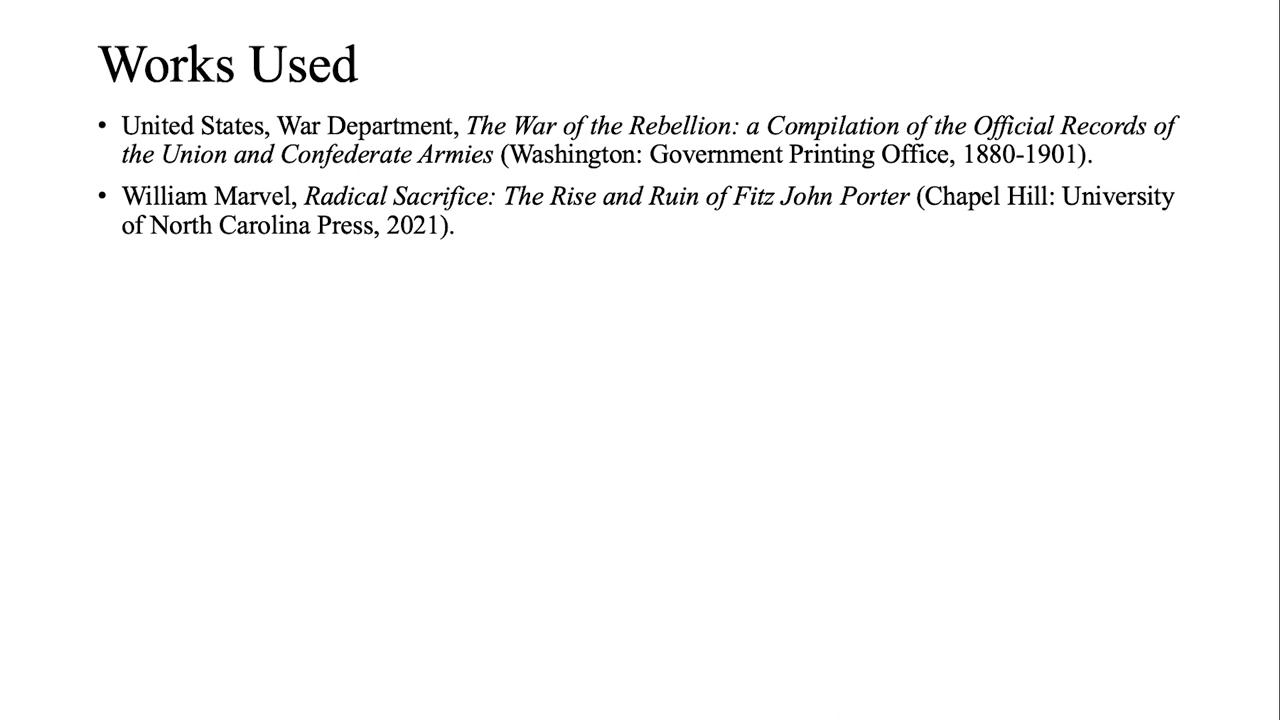 Works Used
• United States, War Department, The War of the Rebellion: a Compilation of the Official Records of
the Union and Confederate Armies (Washington: Government Printing Office, 1880-1901).
• William Marvel, Radical Sacrifice: The Rise and Ruin of Fitz John Porter (Chapel Hill: University
of North Carolina Press, 2021).